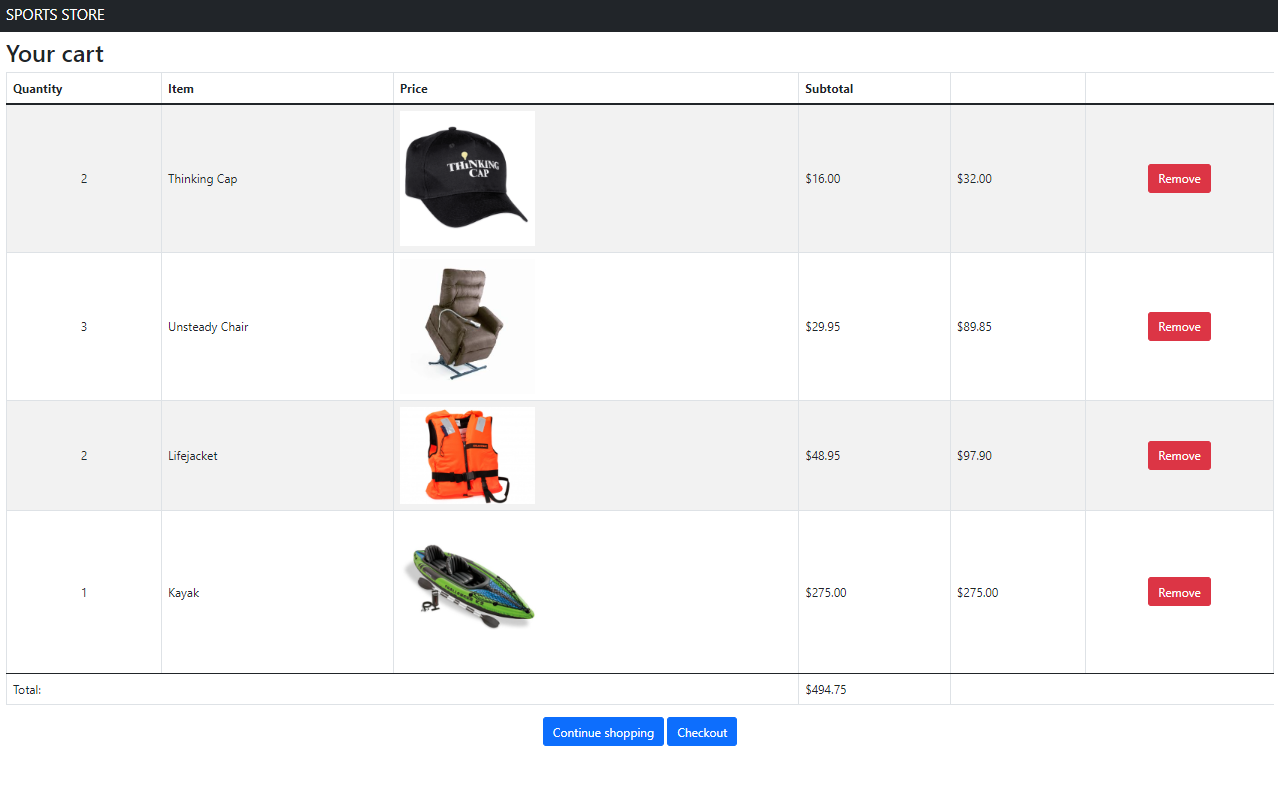 SPORTS STORE
Your cart
Quantity Item Price Subtotal
2 Thinking Cap THiNKING CAP $16.00 $32.00 Remove
3 Unsteady Chair $29.95 $89.85 Remove
2 Lifejacket $48.95 $97.90 Remove
1 Kayak $275.00 $275.00 Remove
Total: $494.75
Continue shopping Checkout